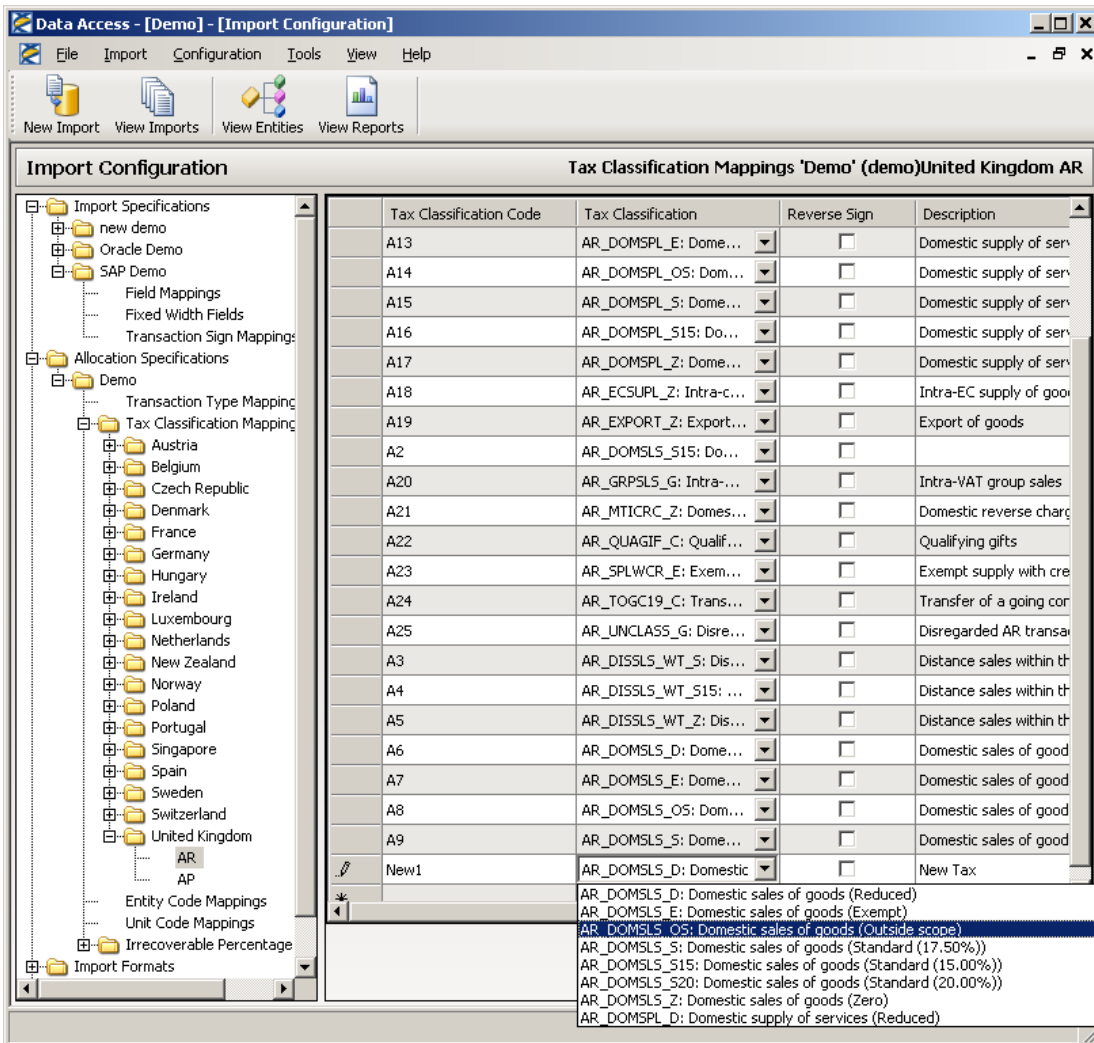 Data Access - [Demo] - [Import Configuration]
File Import Configuration Tools View Help
New Import View Imports View Entities View Reports
Import Configuration Tax Classification Mappings 'Demo' (demo)United Kingdom AR
Import Specifications
new demo
Oracle Demo
SAP Demo
Field Mappings
Fixed Width Fields
Transaction Sign Mappings
Allocation Specifications
Demo
Transaction Type Mapping
Tax Classification Mapping
Austria
Belgium
Czech Republic
Denmark
France
Germany
Hungary
Ireland
Luxembourg
Netherlands
New Zealand
Norway
Poland
Portugal
Singapore
Spain
Sweden
Switzerland
United Kingdom
AR
AP
Entity Code Mappings
Unit Code Mappings
Irrecoverable Percentage
Import Formats
Tax Classification Code Tax Classification Reverse Sign Description
A13 AR_DOMSPL_E: Dome... Domestic supply of serv
A14 AR_DOMSPL_OS: Dom... Domestic supply of serv
A15 AR_DOMSPL_S: Dome... Domestic supply of serv
A16 AR_DOMSPL_S15: Do... Domestic supply of serv
A17 AR_DOMSPL_Z: Dome... Domestic supply of serv
A18 AR_ECSUPL_Z: Intra-c... Intra-EC supply of goo
A19 AR_EXPORT_Z: Export... Export of goods
A2 AR_DOMSLS_S15: Do...
A20 AR_GRPSLS_G: Intra-... Intra-VAT group sales
A21 AR_MTICRC_Z: Domes... Domestic reverse charg
A22 AR_QUAGIF_C: Qualif... Qualifying gifts
A23 AR_SPLWCR_E: Exem... Exempt supply with cre
A24 AR_TOGC19_C: Trans... Transfer of a going con
A25 AR_UNCLASS_G: Disre... Disregarded AR transa
A3 AR_DISSLS_WT_S: Dis... Distance sales within th
A4 AR_DISSLS_WT_S15: ... Distance sales within th
A5 AR_DISSLS_WT_Z: Dis... Distance sales within th
A6 AR_DOMSLS_D: Dome... Domestic sales of good
A7 AR_DOMSLS_E: Dome... Domestic sales of good
A8 AR_DOMSLS_OS: Dom... Domestic sales of good
A9 AR_DOMSLS_S: Dome... Domestic sales of good
New1 AR_DOMSLS_D: Domestic New Tax
AR_DOMSLS_D: Domestic sales of goods (Reduced)
AR_DOMSLS_E: Domestic sales of goods (Exempt)
AR_DOMSLS_OS: Domestic sales of goods (Outside scope)
AR_DOMSLS_S: Domestic sales of goods (Standard (17.50%))
AR_DOMSLS_S15: Domestic sales of goods (Standard (15.00%))
AR_DOMSLS_S20: Domestic sales of goods (Standard (20.00%))
AR_DOMSLS_Z: Domestic sales of goods (Zero)
AR_DOMSPL_D: Domestic supply of services (Reduced)